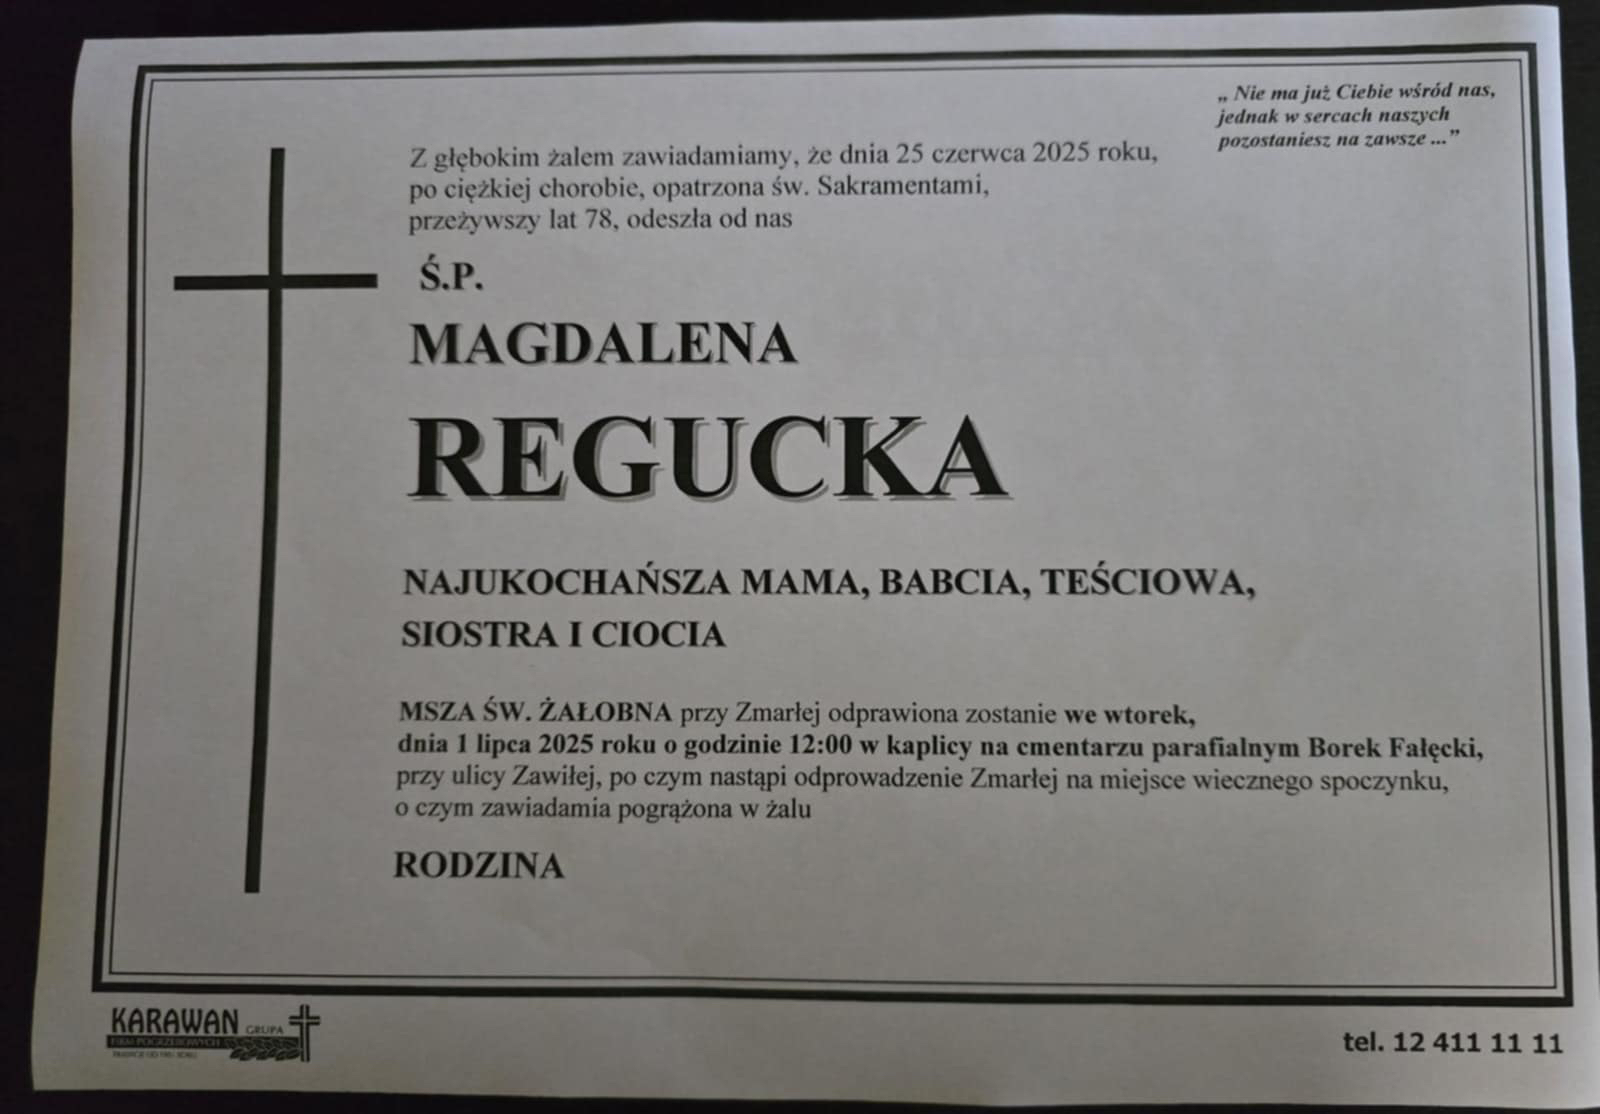 „ Nie ma już Ciebie wśród nas,
jednak w sercach naszych
pozostaniesz na zawsze ...”
Z głębokim żalem zawiadamiamy, że dnia 25 czerwca 2025 roku,
po ciężkiej chorobie, opatrzona św. Sakramentami,
przeżywszy lat 78, odeszła od nas
Ś.P.
MAGDALENA
REGUCKA
NAJUKOCHAŃSZA MAMA, BABCIA, TEŚCIOWA,
SIOSTRA I CIOCIA
MSZA ŚW. ŻAŁOBNA przy Zmarłej odprawiona zostanie we wtorek,
dnia 1 lipca 2025 roku o godzinie 12:00 w kaplicy na cmentarzu parafialnym Borek Fałęcki,
przy ulicy Zawiłej, po czym nastąpi odprowadzenie Zmarłej na miejsce wiecznego spoczynku,
o czym zawiadamia pogrążona w żalu
RODZINA
KARAWAN GRUPA
FIRM POGRZEBOWYCH
tel. 12 411 11 11